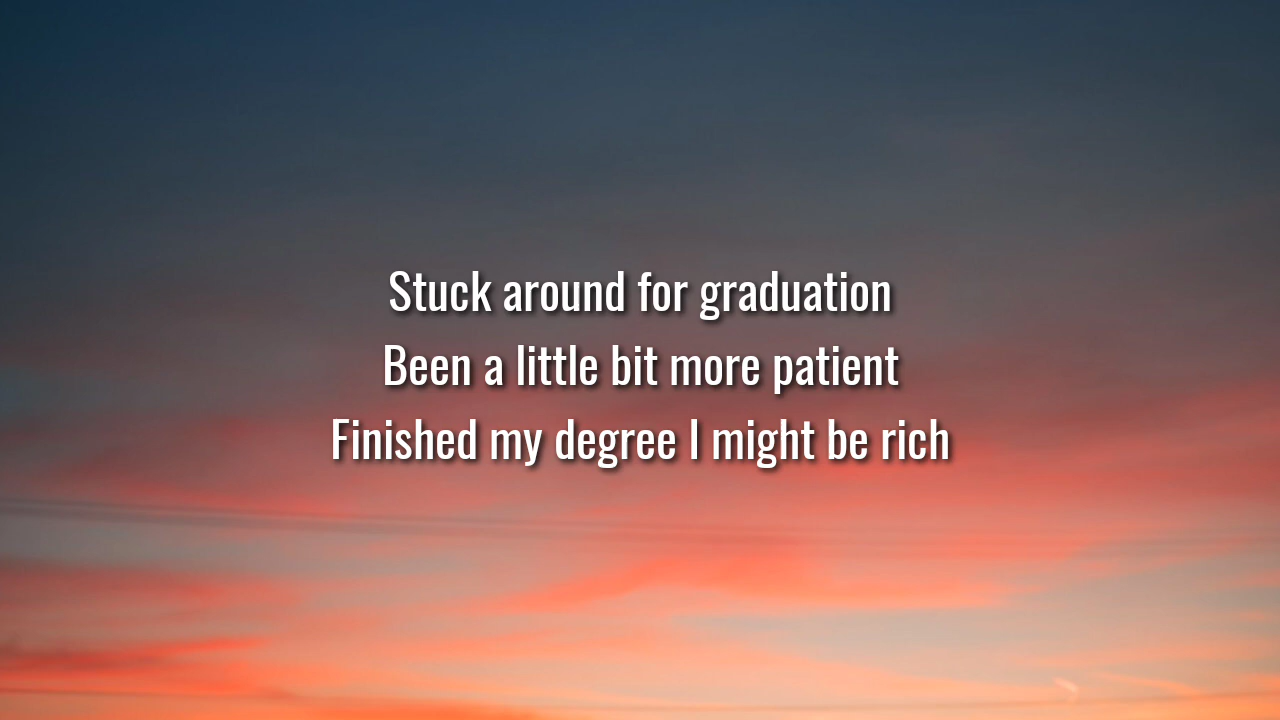 Stuck around for graduation
Been a little bit more patient
Finished my degree I might be rich